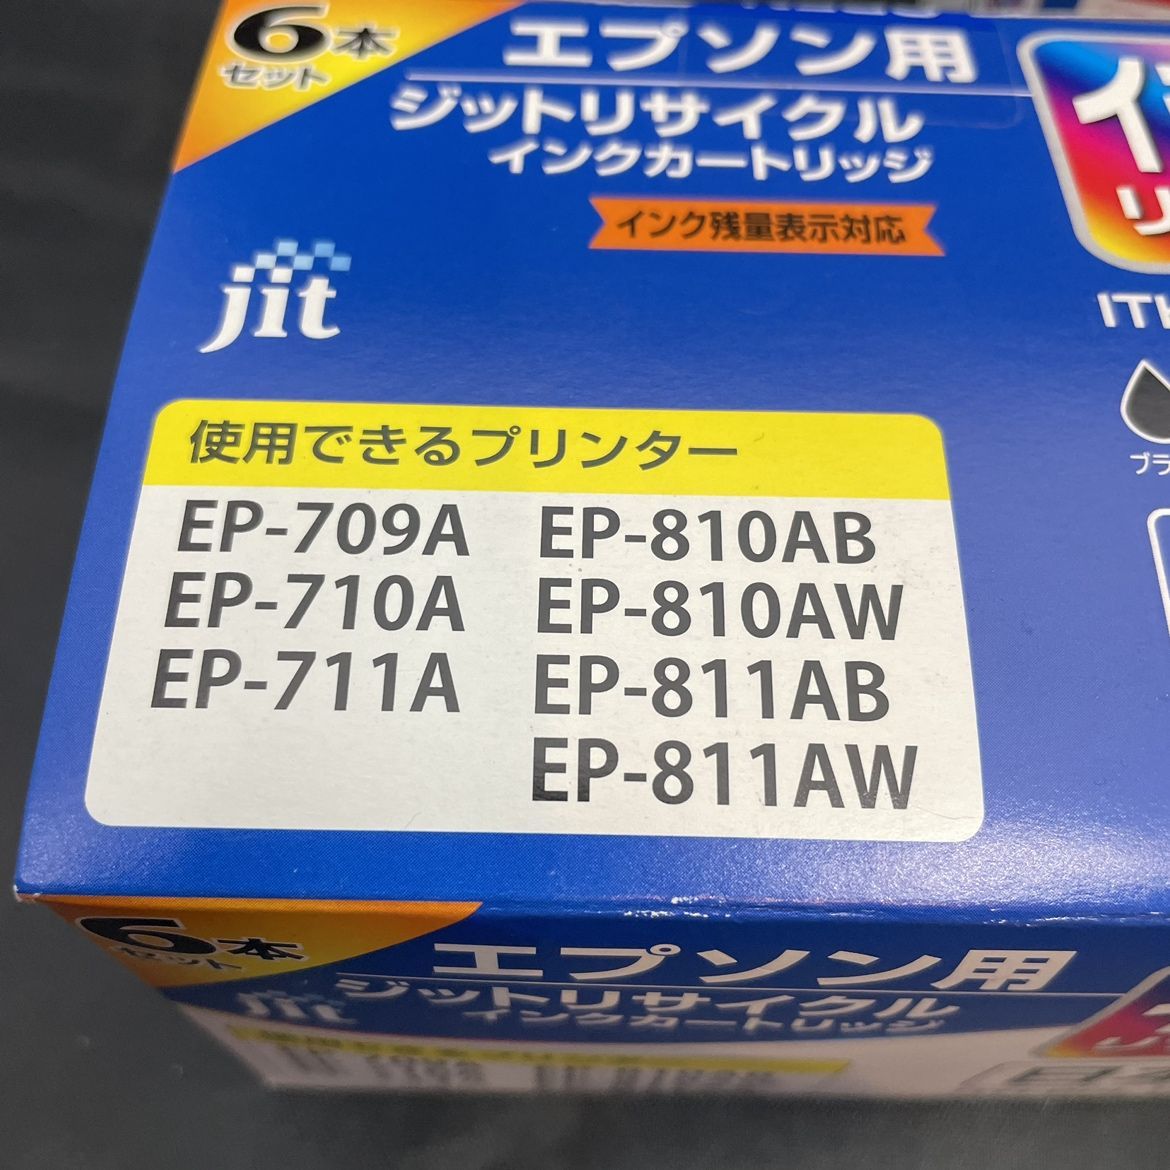 6本
セット
エプソン用
ジットリサイクル
インクカートリッジ
インク残量表示対応
jit
使用できるプリンター
EP-709A EP-810AB
EP-710A EP-810AW
EP-711A EP-811AB
EP-811AW
6本
セット
エプソン用
ジットリサイクル
インクカートリッジ
jit